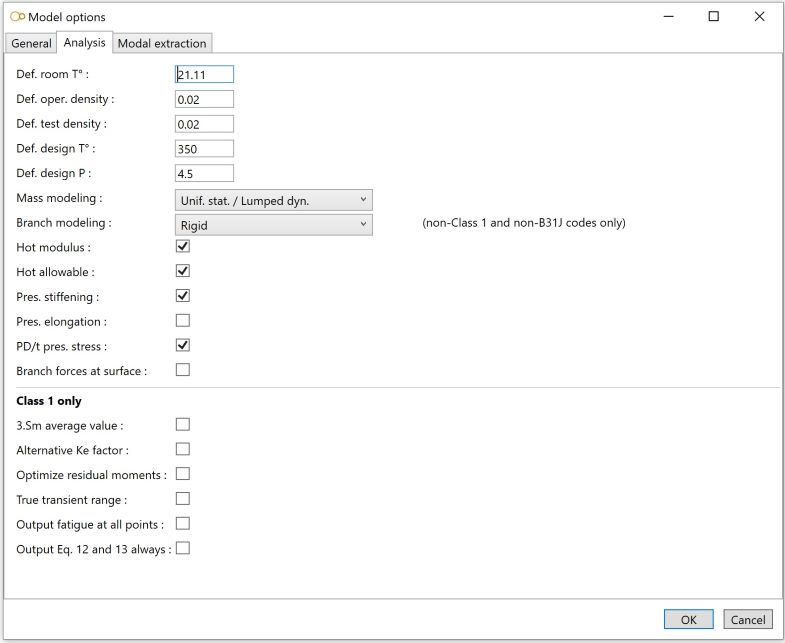 Model options
General Analysis Modal extraction
Def. room T° : 21.11
Def. oper. density : 0.02
Def. test density : 0.02
Def. design T° : 350
Def. design P : 4.5
Mass modeling : Unif. stat. / Lumped dyn.
Branch modeling : Rigid (non-Class 1 and non-B31J codes only)
Hot modulus :
Hot allowable :
Pres. stiffening :
Pres. elongation :
PD/t pres. stress :
Branch forces at surface :
Class 1 only
3.Sm average value :
Alternative Ke factor :
Optimize residual moments :
True transient range :
Output fatigue at all points :
Output Eq. 12 and 13 always :
OK Cancel